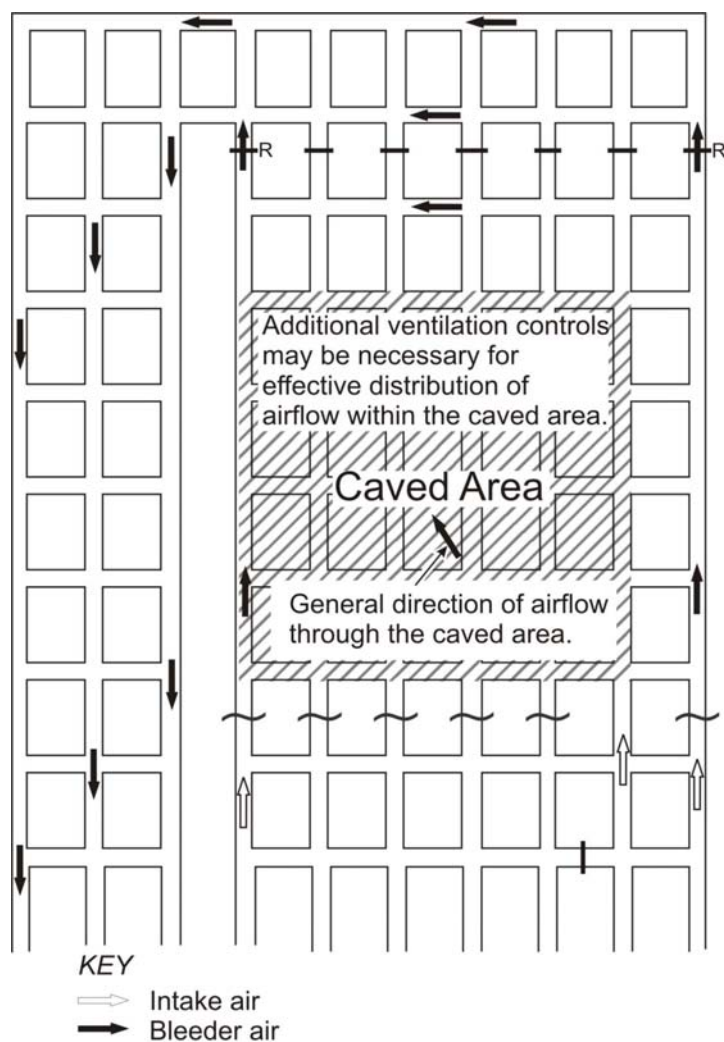 R
R
Additional ventilation controls
may be necessary for
effective distribution of
airflow within the caved area.
Caved Area
General direction of airflow
through the caved area.
KEY
Intake air
Bleeder air